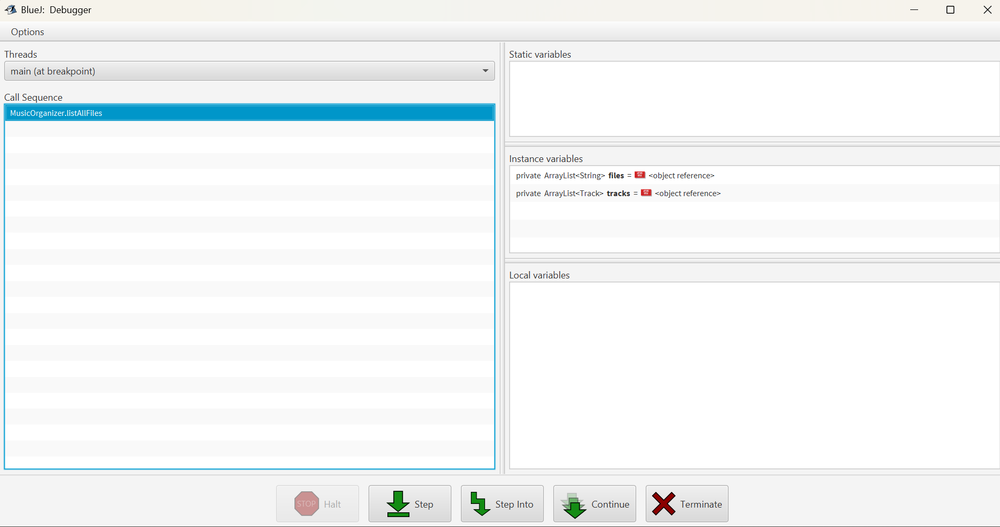 BlueJ: Debugger
Options
Threads
main (at breakpoint)
Call Sequence
MusicOrganizer.listAllFiles
Static variables
Instance variables
private ArrayList<String> files = <object reference>
private ArrayList<Track> tracks = <object reference>
Local variables
STOP Halt
Step
Step Into
Continue
Terminate